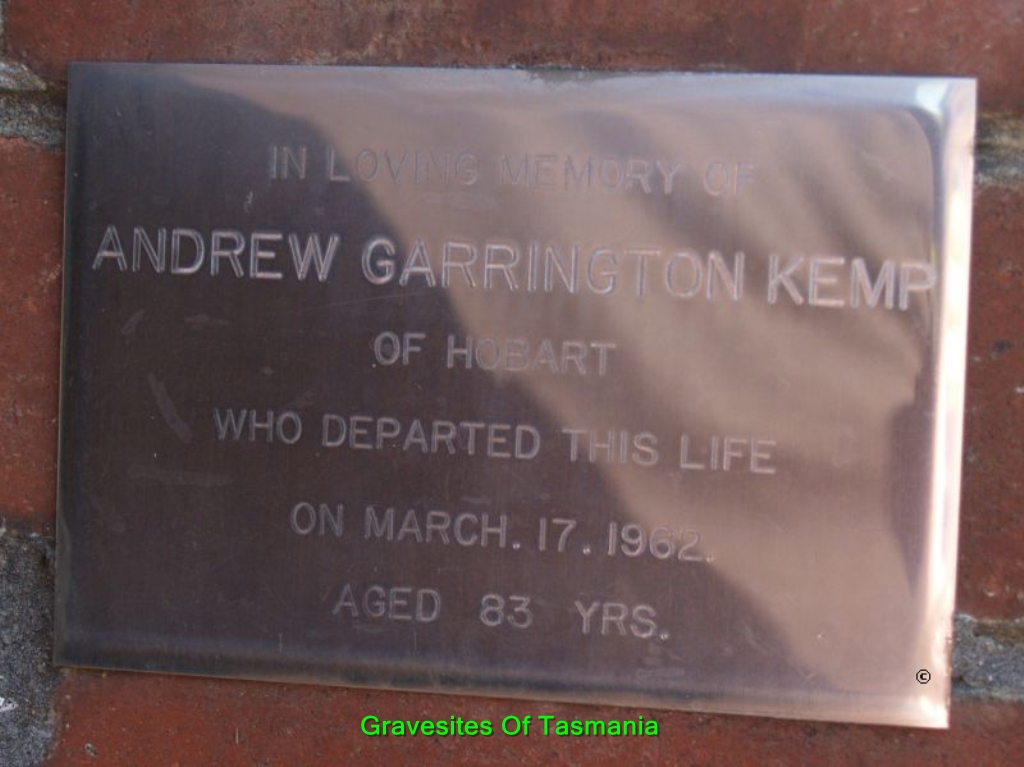 IN LOVING MEMORY OF
ANDREW GARRINGTON KEMP
OF HOBART
WHO DEPARTED THIS LIFE
ON MARCH. 17. 1962.
AGED 83 YRS.
©
Gravesites Of Tasmania